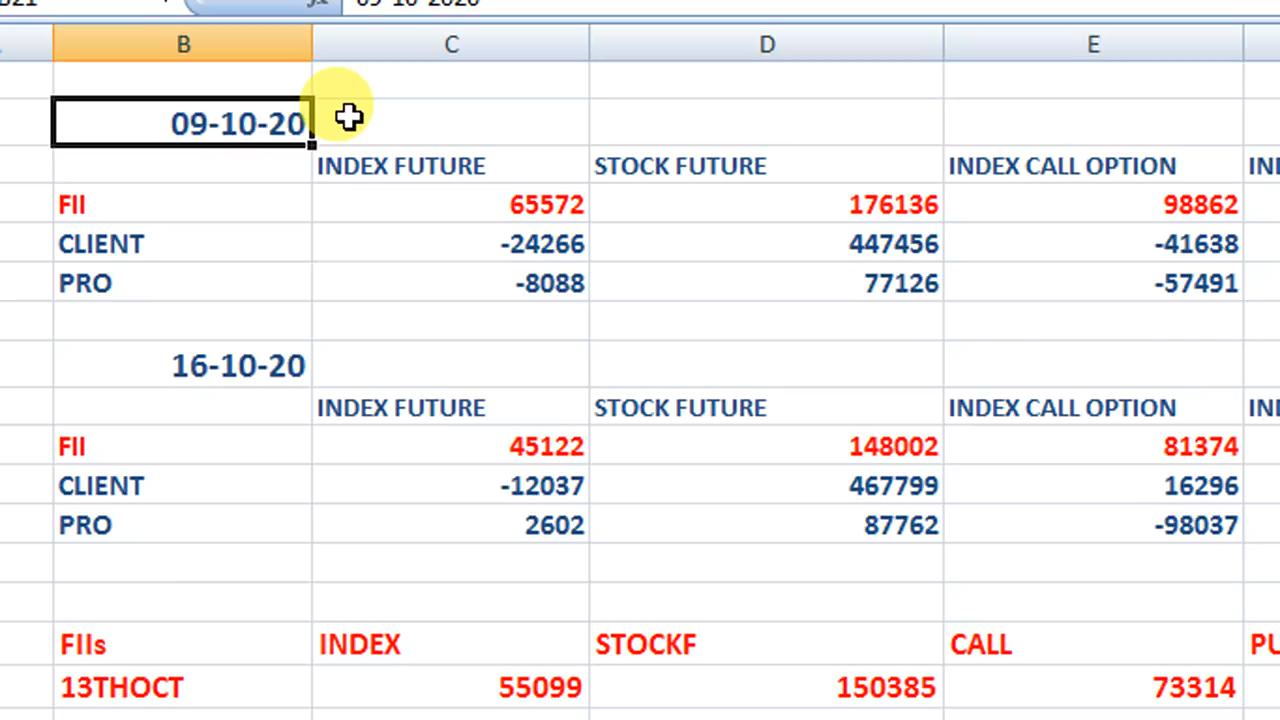 B C D E
09-10-20
INDEX FUTURE STOCK FUTURE INDEX CALL OPTION
FII 65572 176136 98862
CLIENT -24266 447456 -41638
PRO -8088 77126 -57491
16-10-20
INDEX FUTURE STOCK FUTURE INDEX CALL OPTION
FII 45122 148002 81374
CLIENT -12037 467799 16296
PRO 2602 87762 -98037
FIIs INDEX STOCKF CALL
13THOCT 55099 150385 73314